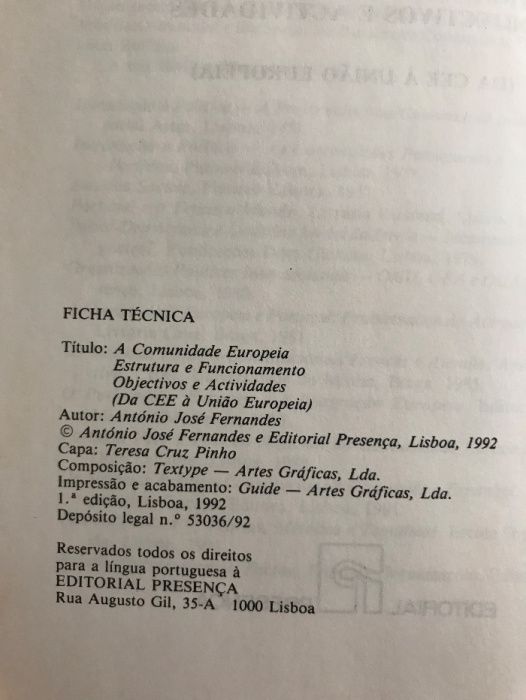 FICHA TÉCNICA
Título: A Comunidade Europeia
Estrutura e Funcionamento
Objectivos e Actividades
(Da CEE à União Europeia)
Autor: António José Fernandes
© António José Fernandes e Editorial Presença, Lisboa, 1992
Capa: Teresa Cruz Pinho
Composição: Textype — Artes Gráficas, Lda.
Impressão e acabamento: Guide — Artes Gráficas, Lda.
1.ª edição, Lisboa, 1992
Depósito legal n.º 53036/92
Reservados todos os direitos
para a língua portuguesa à
EDITORIAL PRESENÇA
Rua Augusto Gil, 35-A 1000 Lisboa